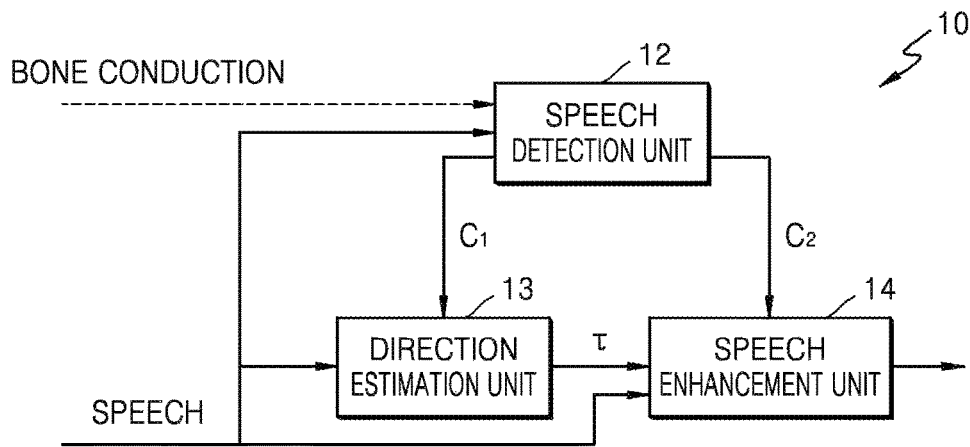 10
BONE CONDUCTION
12
SPEECH
DETECTION UNIT
C1
C2
13
14
DIRECTION
ESTIMATION UNIT
τ
SPEECH
ENHANCEMENT UNIT
SPEECH